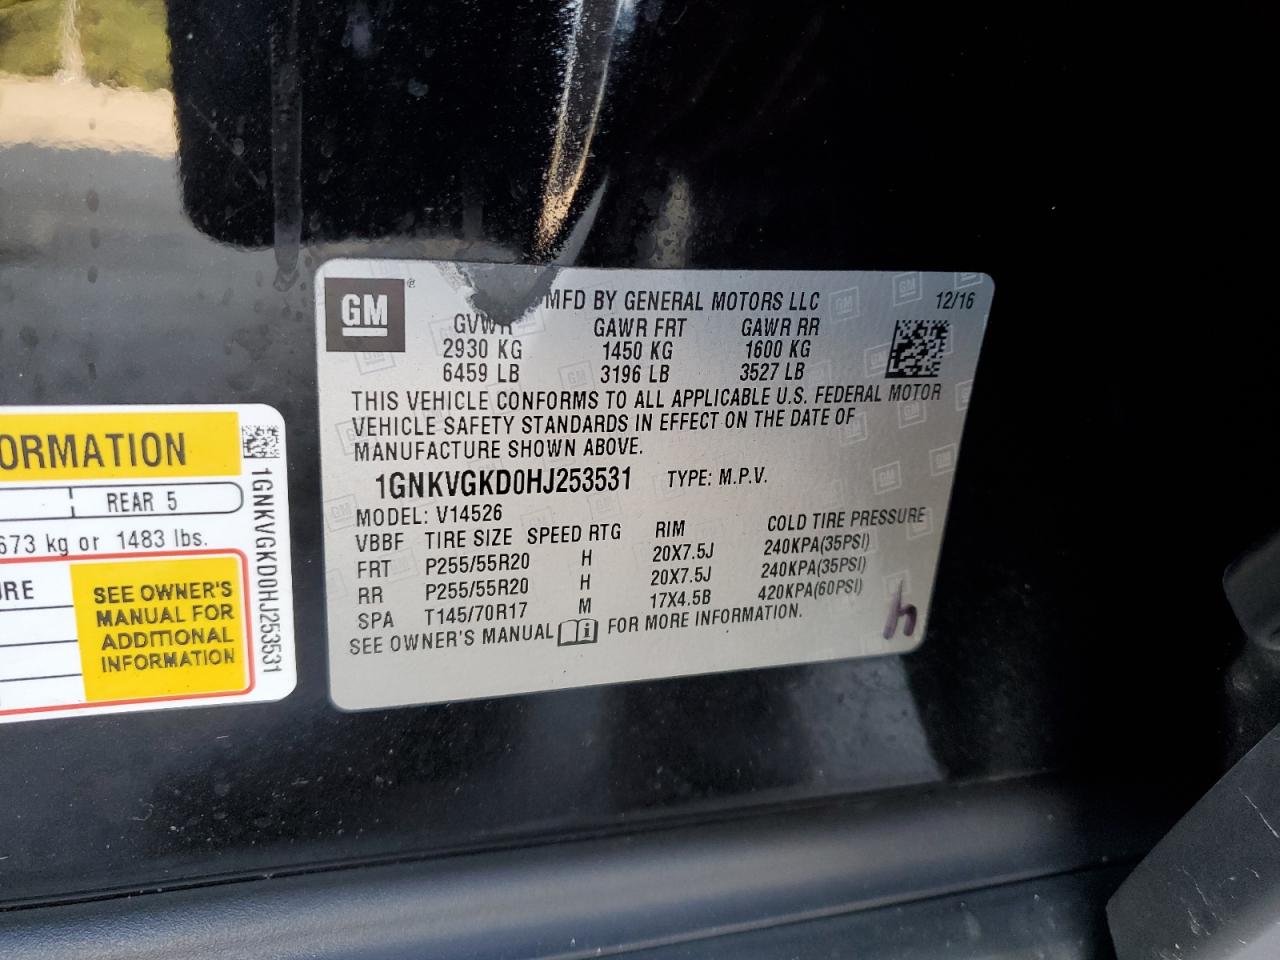 GM
MFD BY GENERAL MOTORS LLC 12/16
GVWR GAWR FRT GAWR RR
2930 KG 1450 KG 1600 KG
6459 LB 3196 LB 3527 LB
THIS VEHICLE CONFORMS TO ALL APPLICABLE U.S. FEDERAL MOTOR
VEHICLE SAFETY STANDARDS IN EFFECT ON THE DATE OF
MANUFACTURE SHOWN ABOVE.
1GNKVGKD0HJ253531 TYPE: M.P.V.
MODEL: V14526
VBBF TIRE SIZE SPEED RTG RIM COLD TIRE PRESSURE
FRT P255/55R20 H 20X7.5J 240KPA(35PSI)
RR P255/55R20 H 20X7.5J 240KPA(35PSI)
SPA T145/70R17 M 17X4.5B 420KPA(60PSI)
SEE OWNER'S MANUAL FOR MORE INFORMATION.
h
ORMATION
REAR 5
673 kg or 1483 lbs.
URE
SEE OWNER'S
MANUAL FOR
ADDITIONAL
INFORMATION
1GNKVGKD0HJ253531